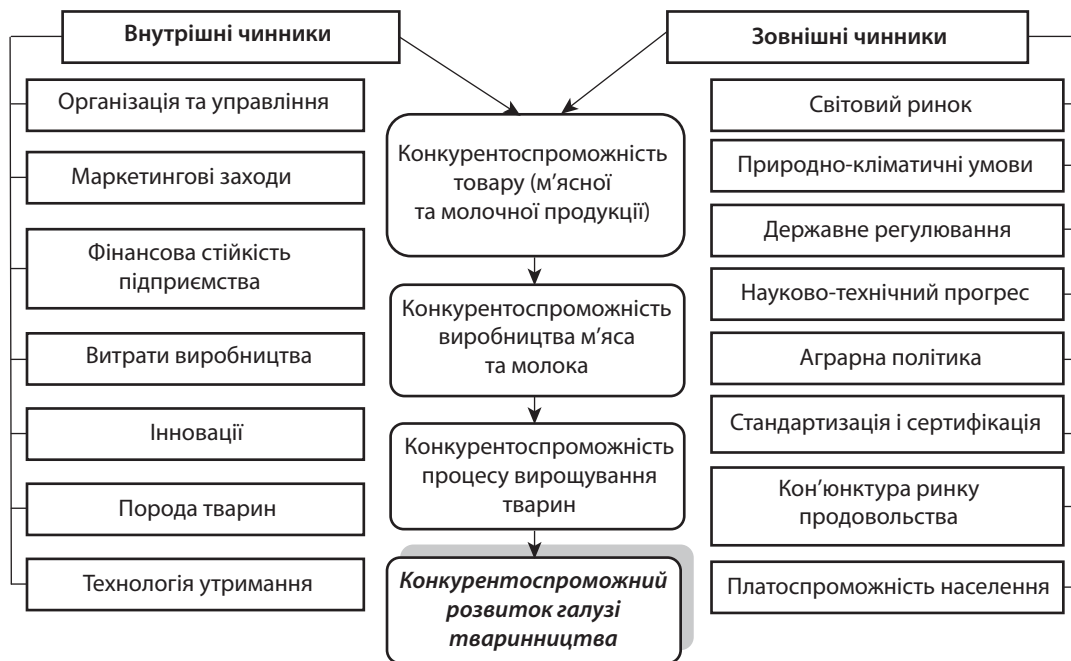 Внутрішні чинники
Зовнішні чинники
Організація та управління
Маркетингові заходи
Фінансова стійкість
підприємства
Витрати виробництва
Інновації
Порода тварин
Технологія утримання
Конкурентоспроможність
товару (м'ясної
та молочної продукції)
Конкурентоспроможність
виробництва м'яса
та молока
Конкурентоспроможність
процесу вирощування
тварин
Конкурентоспроможний
розвиток галузі
тваринництва
Світовий ринок
Природно-кліматичні умови
Державне регулювання
Науково-технічний прогрес
Аграрна політика
Стандартизація і сертифікація
Кон'юнктура ринку
продовольства
Платоспроможність населення